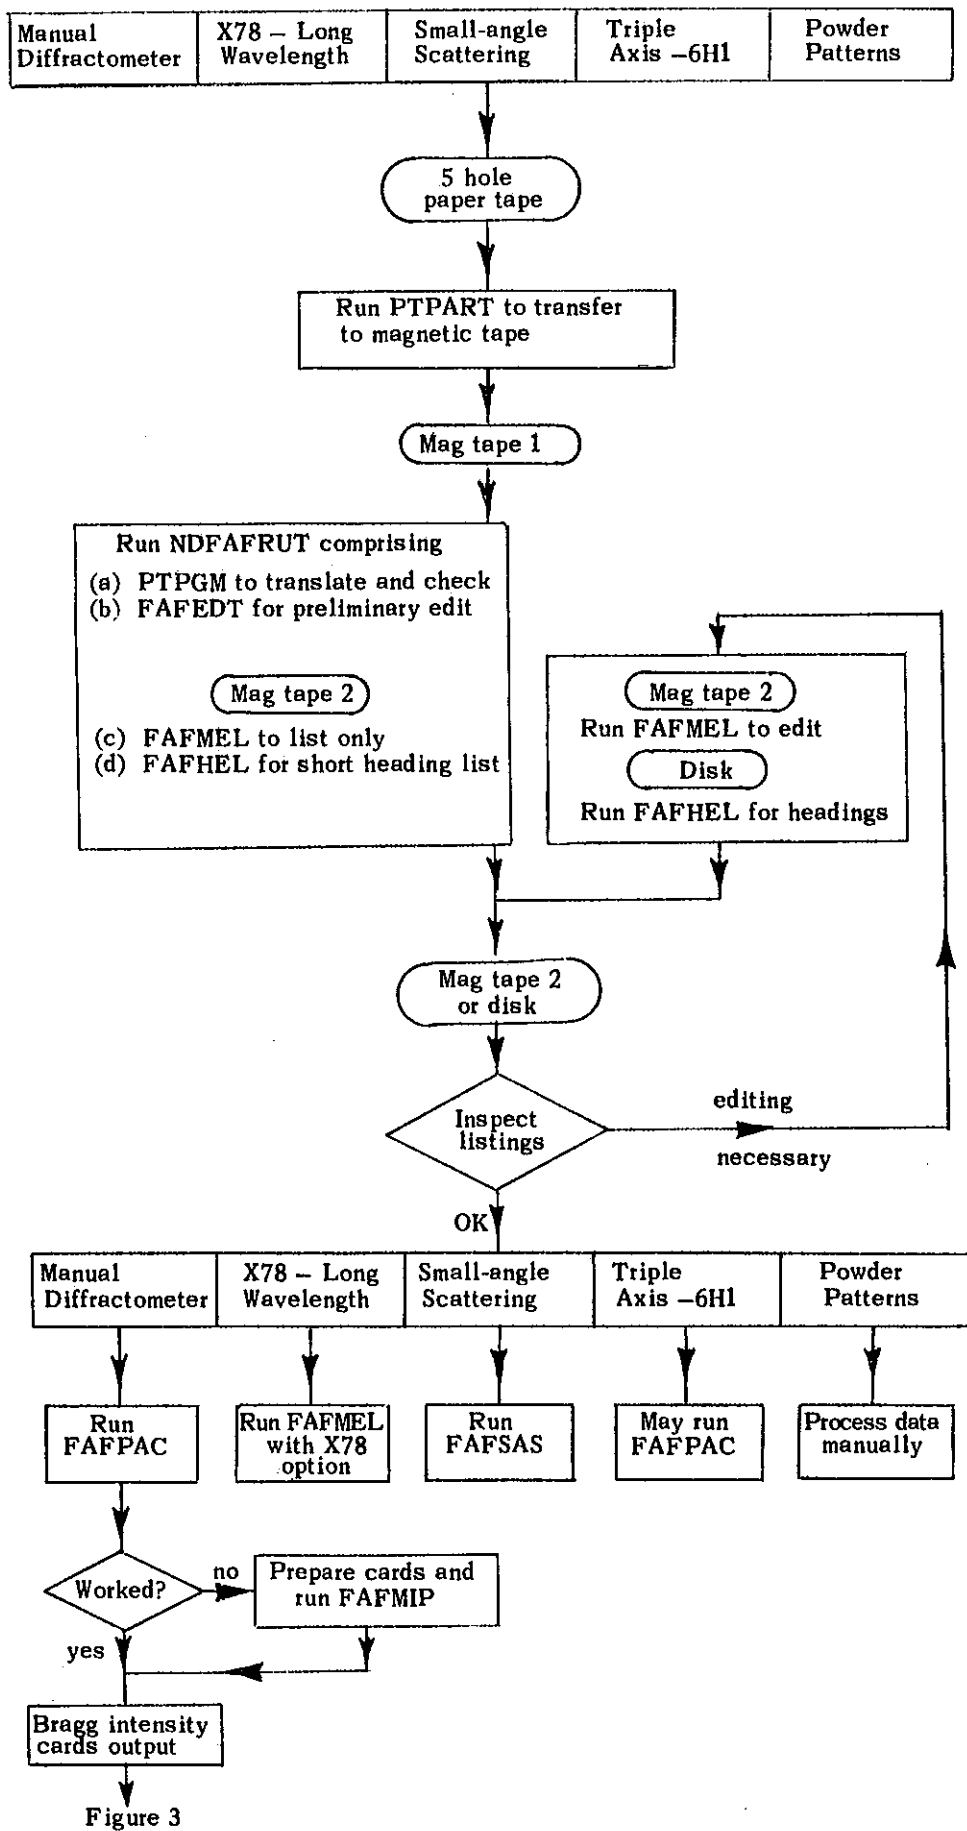 Manual
Diffractometer
X78 – Long
Wavelength
Small-angle
Scattering
Triple
Axis –6H1
Powder
Patterns
5 hole
paper tape
Run PTPART to transfer
to magnetic tape
Mag tape 1
Run NDFAFRUT comprising
(a) PTPGM to translate and check
(b) FAFEDT for preliminary edit
Mag tape 2
(c) FAFMEL to list only
(d) FAFHEL for short heading list
Mag tape 2
Run FAFMEL to edit
Disk
Run FAFHEL for headings
Mag tape 2
or disk
Inspect
listings
editing
necessary
OK
Manual
Diffractometer
X78 – Long
Wavelength
Small-angle
Scattering
Triple
Axis –6H1
Powder
Patterns
Run
FAFPAC
Run FAFMEL
with X78
option
Run
FAFSAS
May run
FAFPAC
Process data
manually
Worked?
no
Prepare cards and
run FAFMIP
yes
Bragg intensity
cards output
Figure 3